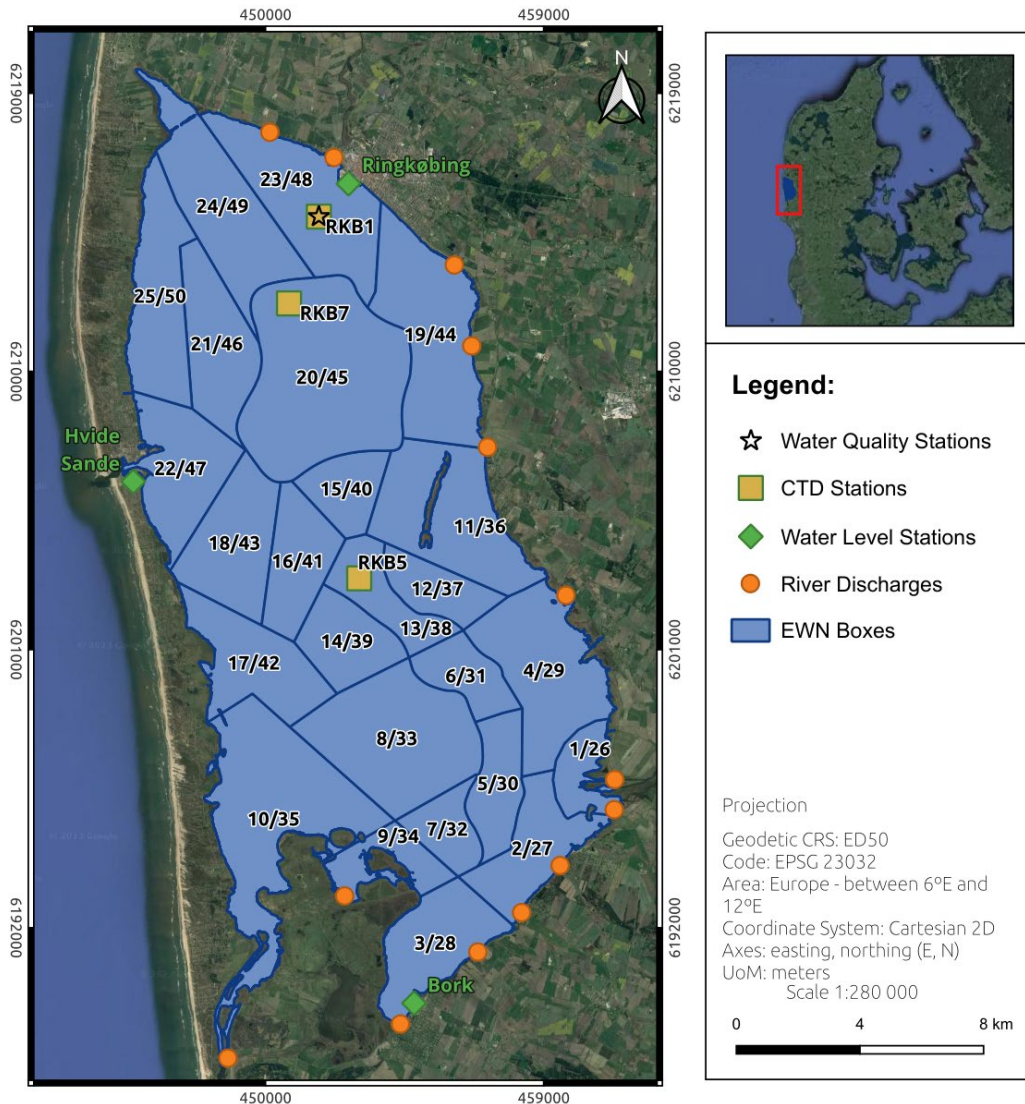 450000
459000
6219000
6219000
N
Ringkøbing
23/48
24/49
RKB1
25/50
RKB7
19/44
21/46
20/45
6210000
6210000
Hvide
Sande
22/47
15/40
11/36
18/43
16/41
RKB5
12/37
13/38
14/39
6201000
6201000
17/42
6/31
4/29
8/33
1/26
5/30
10/35
7/32
9/34
2/27
6192000
6192000
3/28
Bork
450000
459000
Legend:
Water Quality Stations
CTD Stations
Water Level Stations
River Discharges
EWN Boxes
Projection
Geodetic CRS: ED50
Code: EPSG 23032
Area: Europe - between 6ºE and
12ºE
Coordinate System: Cartesian 2D
Axes: easting, northing (E, N)
UoM: meters
Scale 1:280 000
0 4 8 km